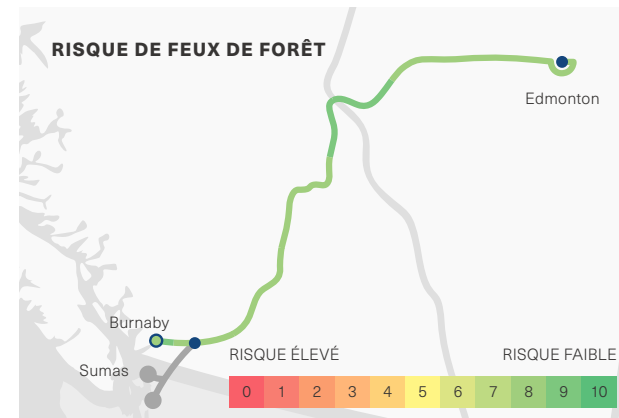 RISQUE DE FEUX DE FORÊT
Edmonton
Burnaby
Sumas
RISQUE ÉLEVÉ RISQUE FAIBLE
0 1 2 3 4 5 6 7 8 9 10